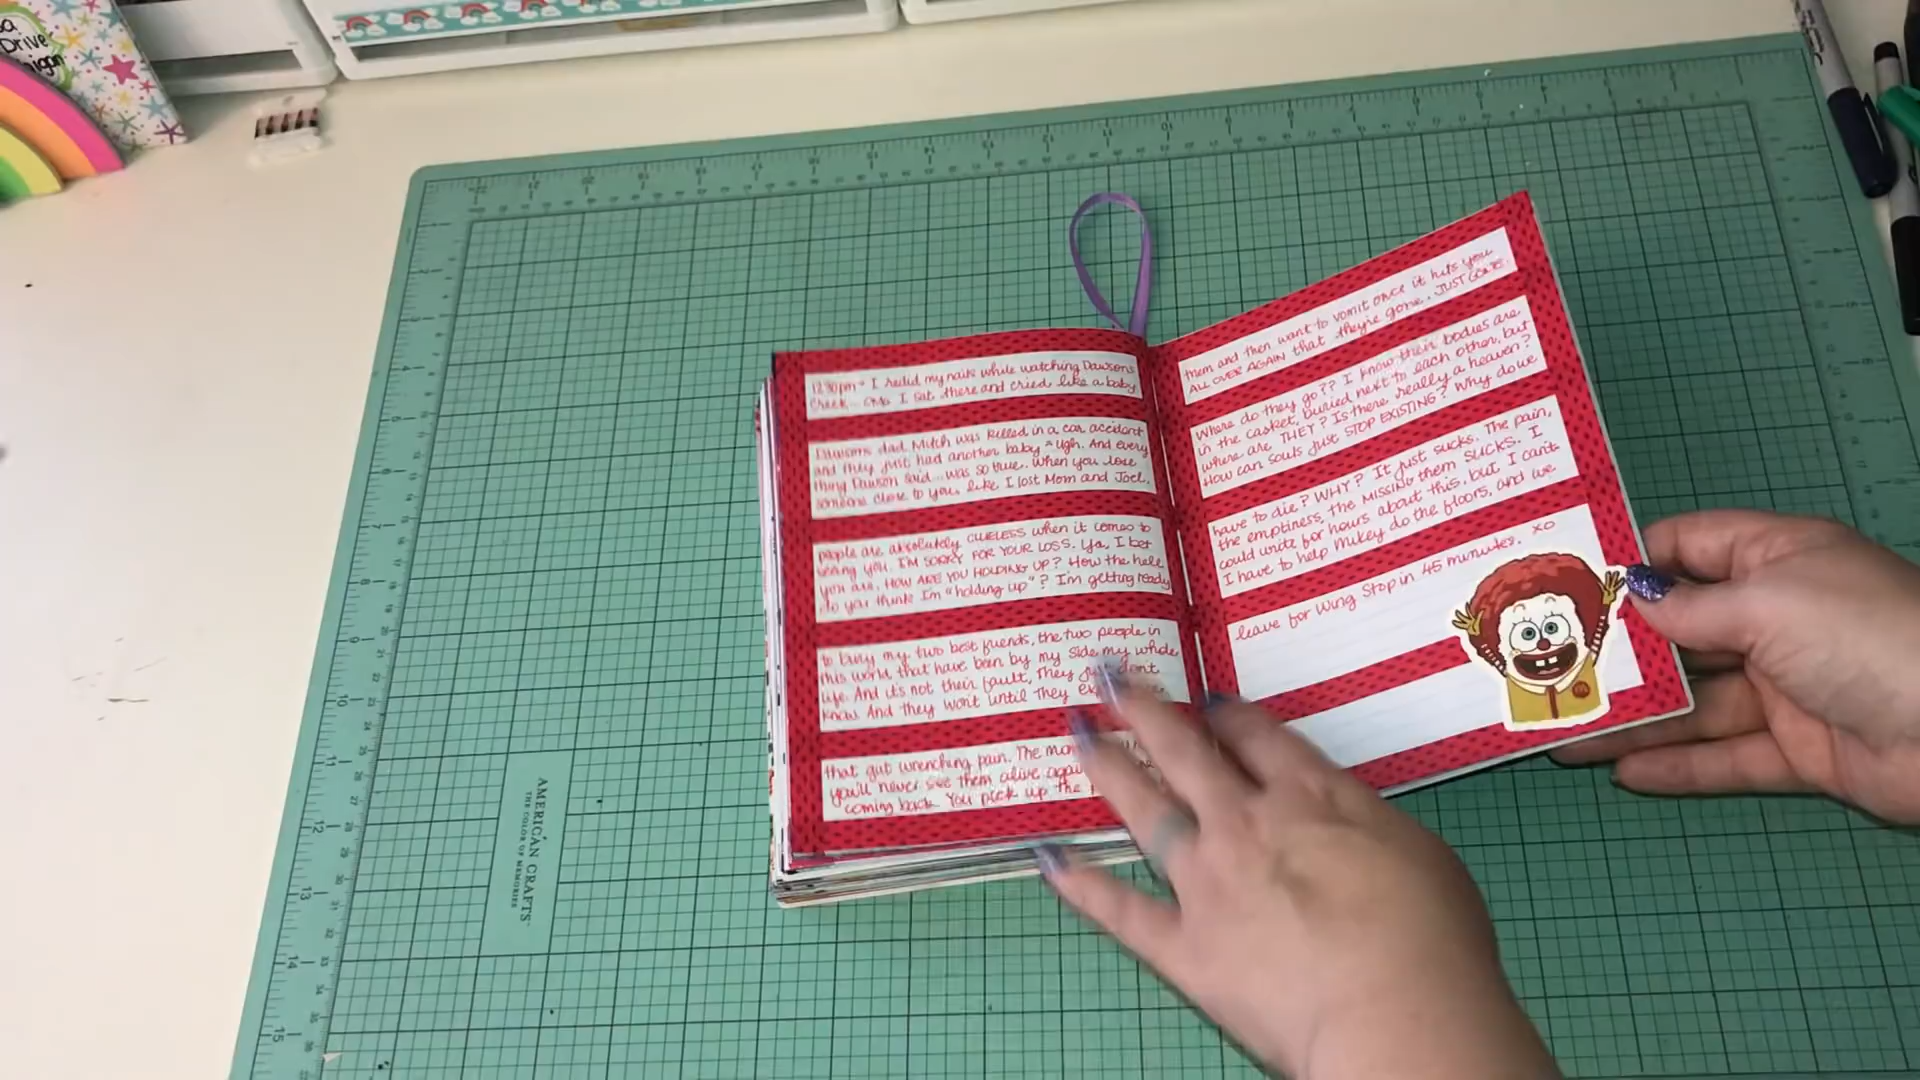 Drive
AMERICAN CRAFTS
THE COLOR OF MEMORIES
12:30pm - I redid my nails while watching Dawson's
Creek... OMG I sat there and cried like a baby
Dawsons dad Mitch was killed in a car accident
and they just had another baby - ugh. And every
thing Dawson said... was so true. When you lose
someone close to you, like I lost Mom and Joel,
people are absolutely CLUELESS when it comes to
seeing you. I'M SORRY FOR YOUR LOSS. Ya, I bet
you are. HOW ARE YOU HOLDING UP? How the hell
do you think I'm "holding up"? I'm getting ready
to bury my two best friends, the two people in
this world that have been by my side my whole
life. And it's not their fault, they just don't
know. And they won't until they
that gut wrenching pain. The
you'll never see them alive again
coming back. You pick up the
them and then want to vomit once it hits you
ALL OVER AGAIN that they're gone. JUST GONE.
Where do they go?? I know their bodies are
in the casket, buried next to each other, but
where are THEY? Is there really a heaven?
How can souls just STOP EXISTING? Why do we
have to die? WHY? It just sucks. The pain,
the emptiness, the MISSING them SUCKS. I
could write for hours about this, but I can't.
I have to help Mikey do the floors, and we
leave for Wing Stop in 45 minutes. xo